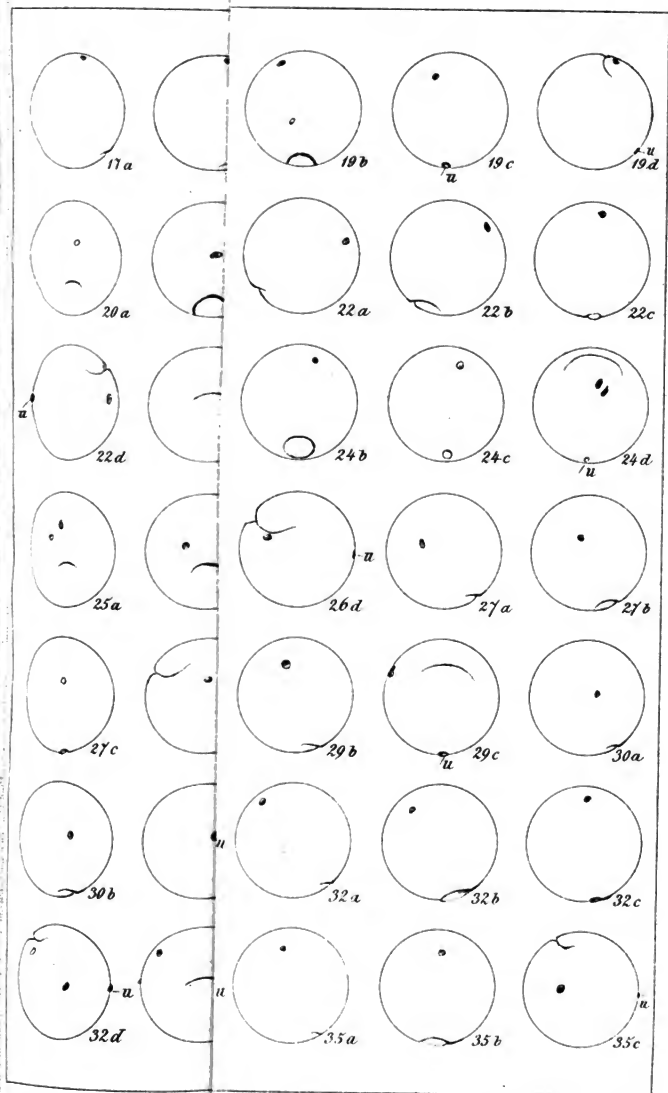 17a 19b 19c u 19d u
20a 22a 22b 22c
u 22d 24b 24c 24d u
25a 26d u 27a 27b
27c 29b 29c u 30a
30b u 32a 32b 32c
32d u u 35a 35b 35c u